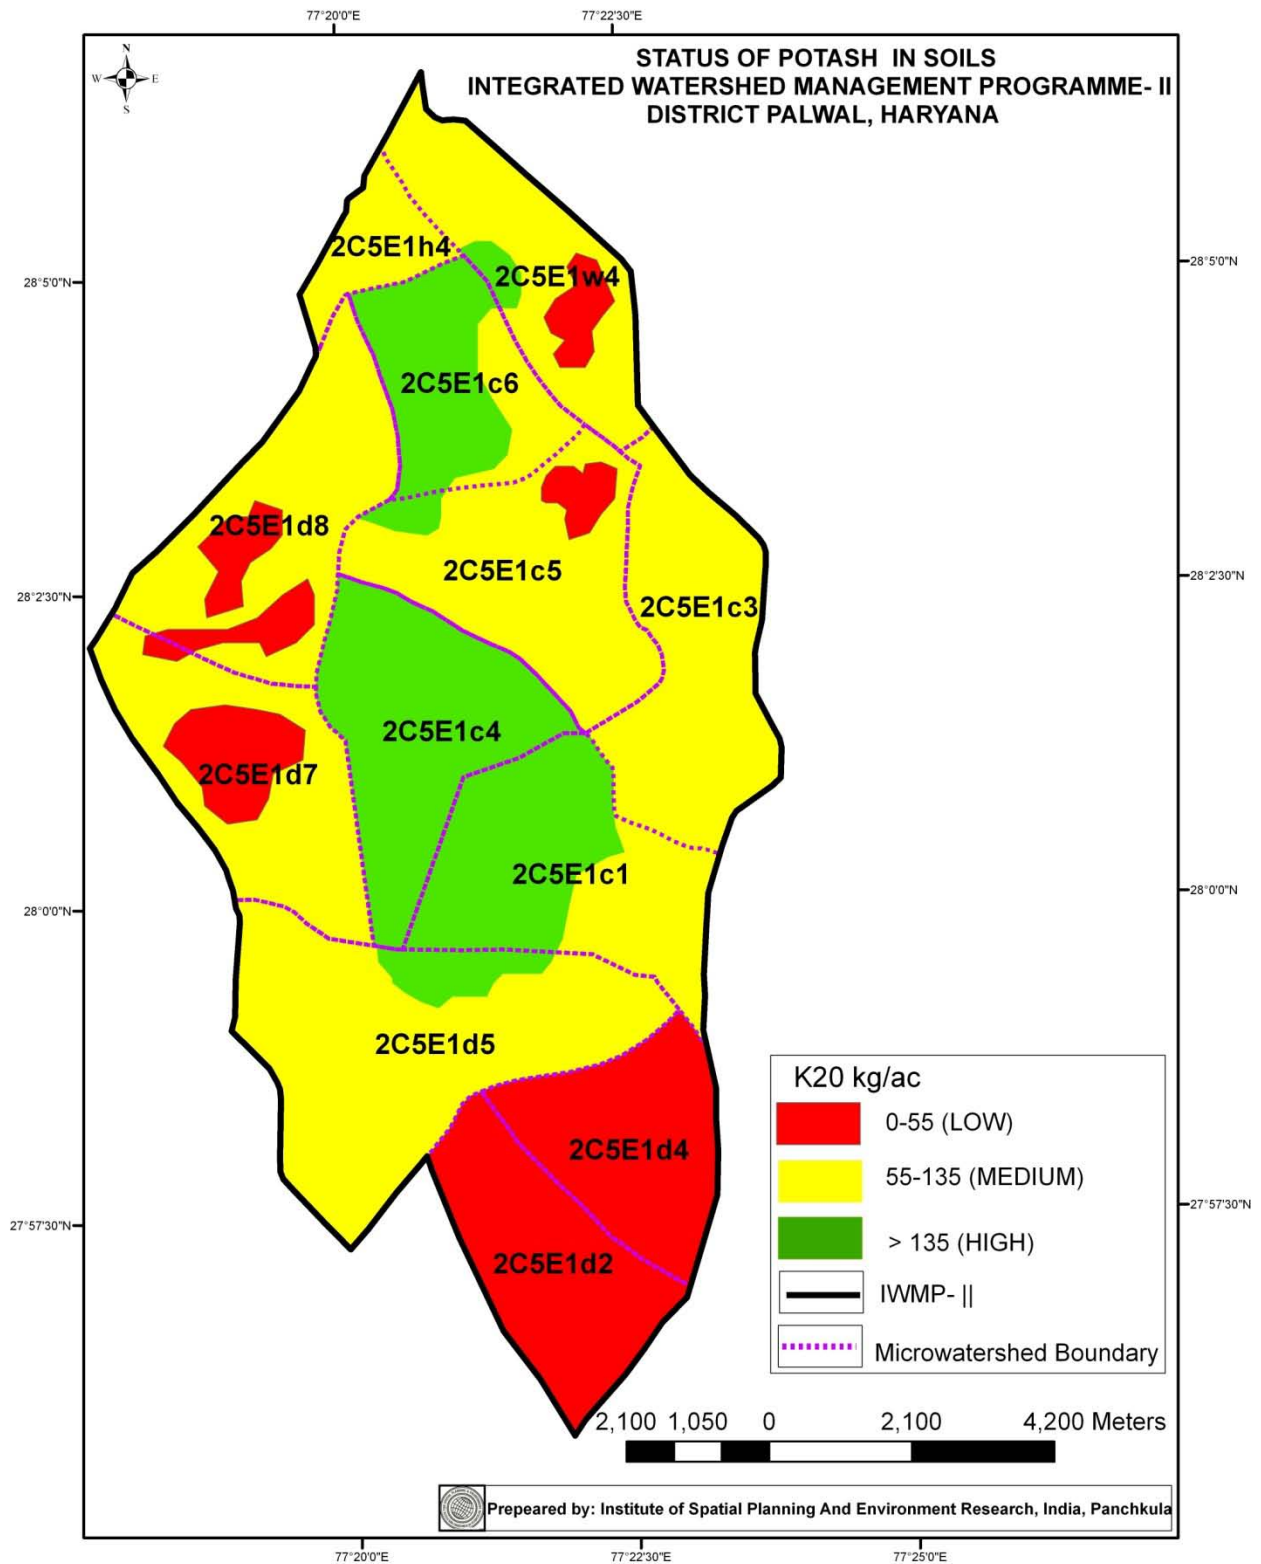 77°20'0"E
77°22'30"E
N
W E
S
STATUS OF POTASH IN SOILS
INTEGRATED WATERSHED MANAGEMENT PROGRAMME- II
DISTRICT PALWAL, HARYANA
2C5E1h4
28°5'0"N
2C5E1w4
28°5'0"N
2C5E1c6
2C5E1d8
2C5E1c5
28°2'30"N
28°2'30"N
2C5E1c3
2C5E1c4
2C5E1d7
2C5E1c1
28°0'0"N
28°0'0"N
2C5E1d5
K20 kg/ac
0-55 (LOW)
2C5E1d4
55-135 (MEDIUM)
27°57'30"N
27°57'30"N
> 135 (HIGH)
2C5E1d2
IWMP- ||
Microwatershed Boundary
2,100 1,050 0 2,100 4,200 Meters
Prepeared by: Institute of Spatial Planning And Environment Research, India, Panchkula
77°20'0"E
77°22'30"E
77°25'0"E